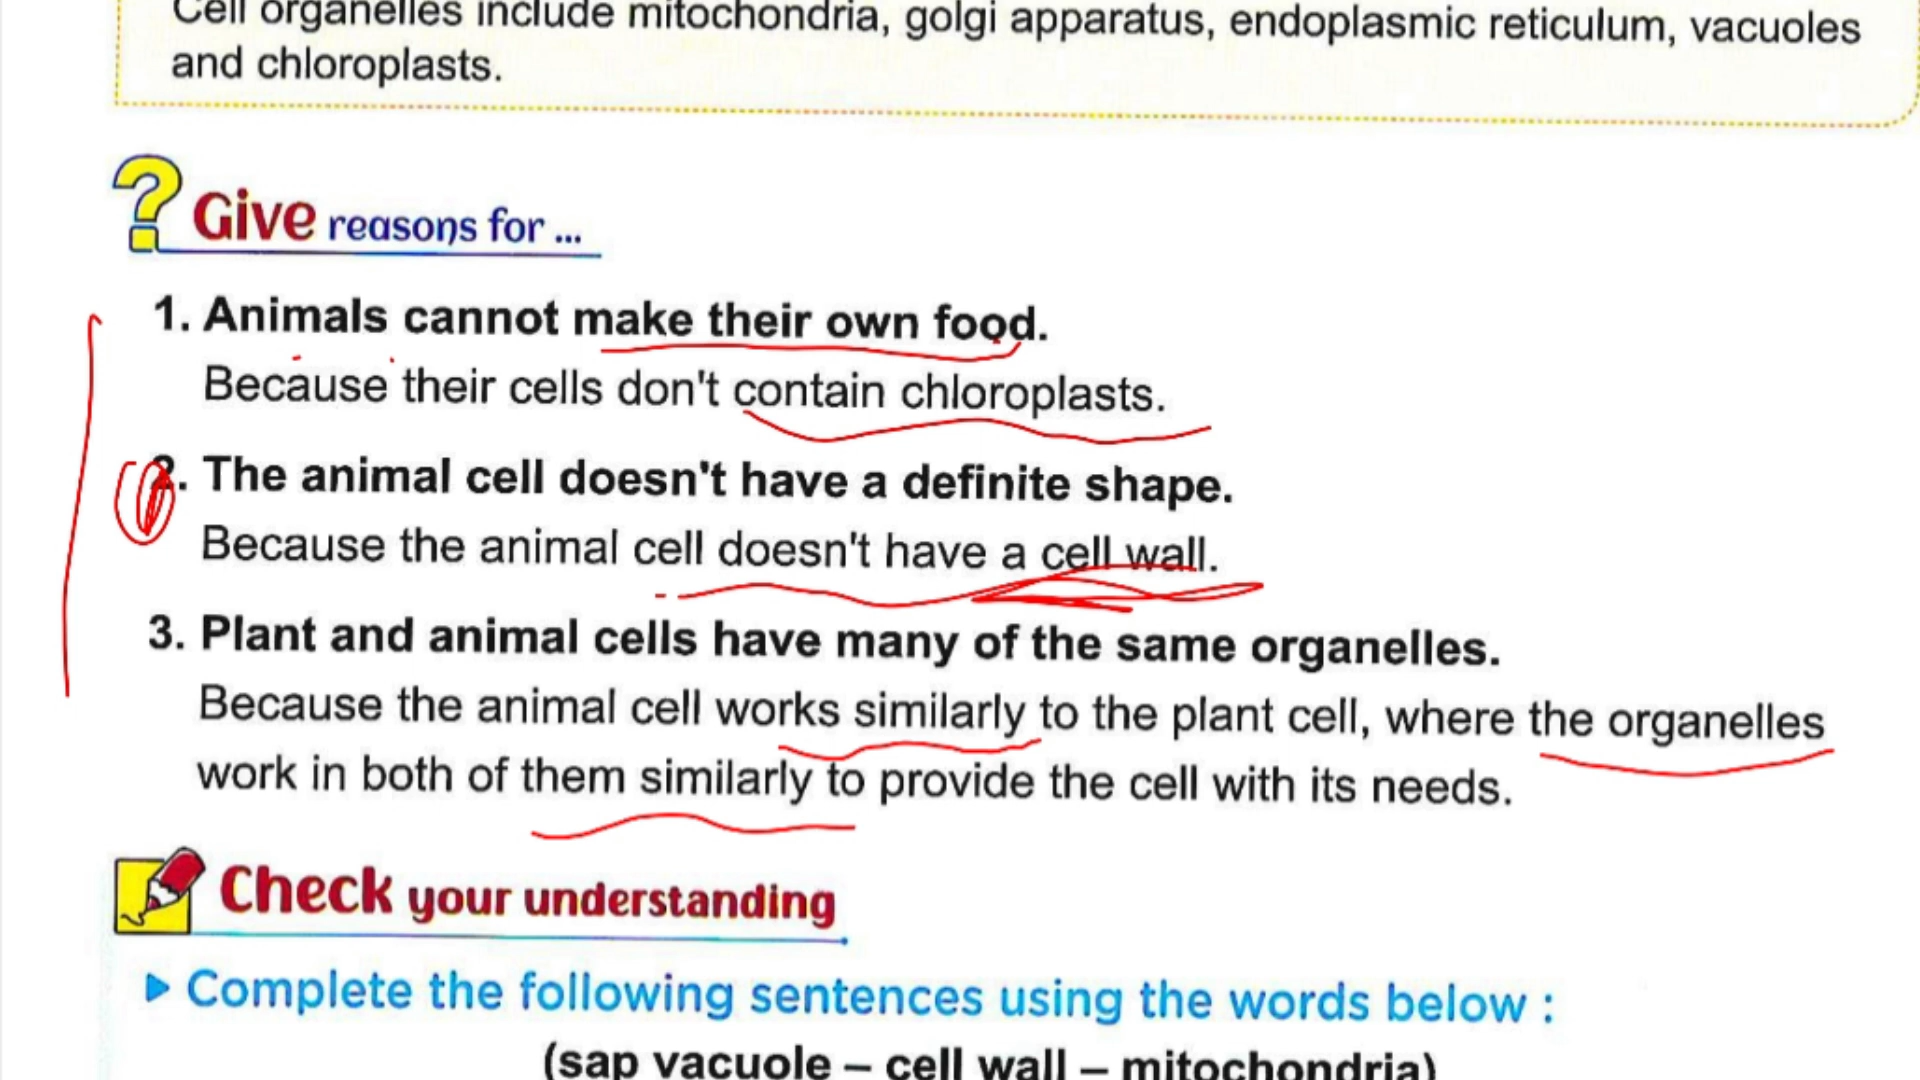 Cell organelles include mitochondria, golgi apparatus, endoplasmic reticulum, vacuoles
and chloroplasts.
? Give reasons for ...
1. Animals cannot make their own food.
Because their cells don't contain chloroplasts.
2. The animal cell doesn't have a definite shape.
Because the animal cell doesn't have a cell wall.
3. Plant and animal cells have many of the same organelles.
Because the animal cell works similarly to the plant cell, where the organelles
work in both of them similarly to provide the cell with its needs.
Check your understanding
Complete the following sentences using the words below :
(sap vacuole – cell wall – mitochondria)